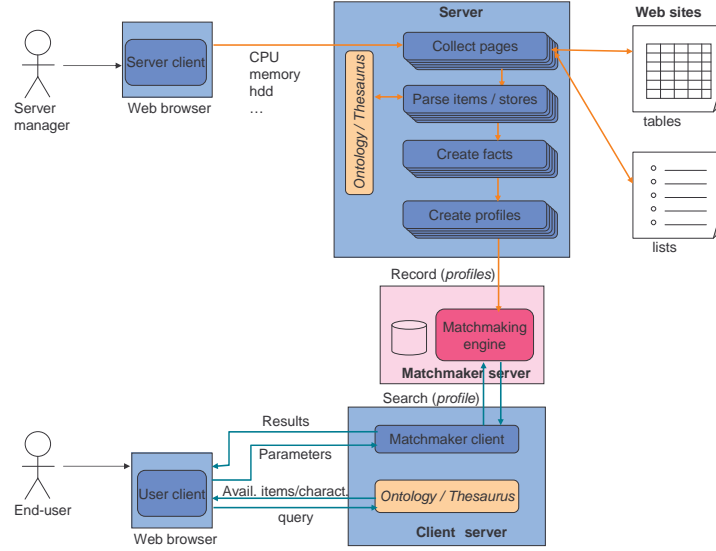 Server
Web sites
Server client
Collect pages
CPU
memory
hdd
...
Server
manager
Web browser
Ontology / Thesaurus
Parse items / stores
tables
Create facts
Create profiles
lists
Record (profiles)
Matchmaking
engine
Matchmaker server
Search (profile)
Results
Matchmaker client
Parameters
User client
Avail. items/charact.
Ontology / Thesaurus
End-user
query
Web browser
Client server